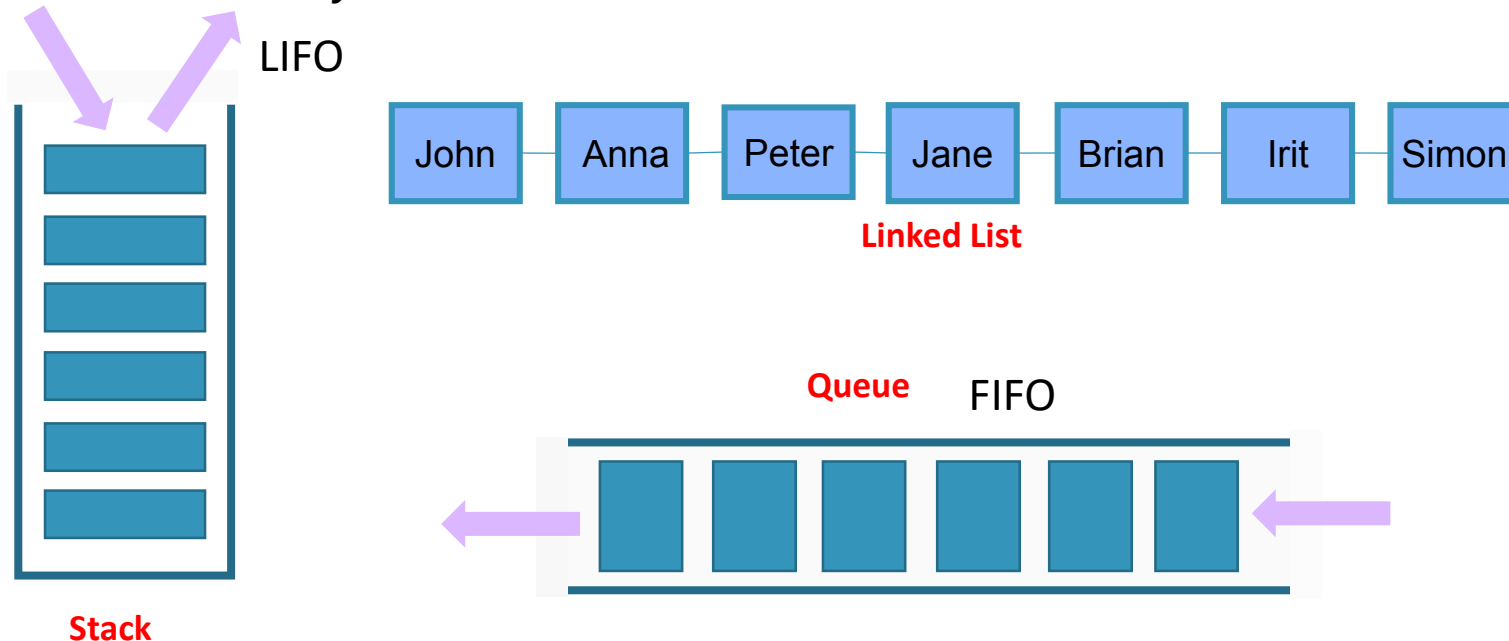 LIFO
John Anna Peter Jane Brian Irit Simon
Linked List
Queue FIFO
Stack